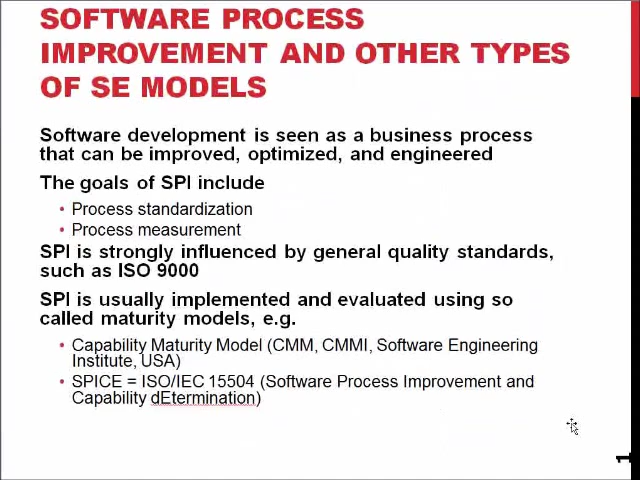 SOFTWARE PROCESS
IMPROVEMENT AND OTHER TYPES
OF SE MODELS
Software development is seen as a business process
that can be improved, optimized, and engineered
The goals of SPI include
• Process standardization
• Process measurement
SPI is strongly influenced by general quality standards,
such as ISO 9000
SPI is usually implemented and evaluated using so
called maturity models, e.g.
• Capability Maturity Model (CMM, CMMI, Software Engineering
Institute, USA)
• SPICE = ISO/IEC 15504 (Software Process Improvement and
Capability dEtermination)
1